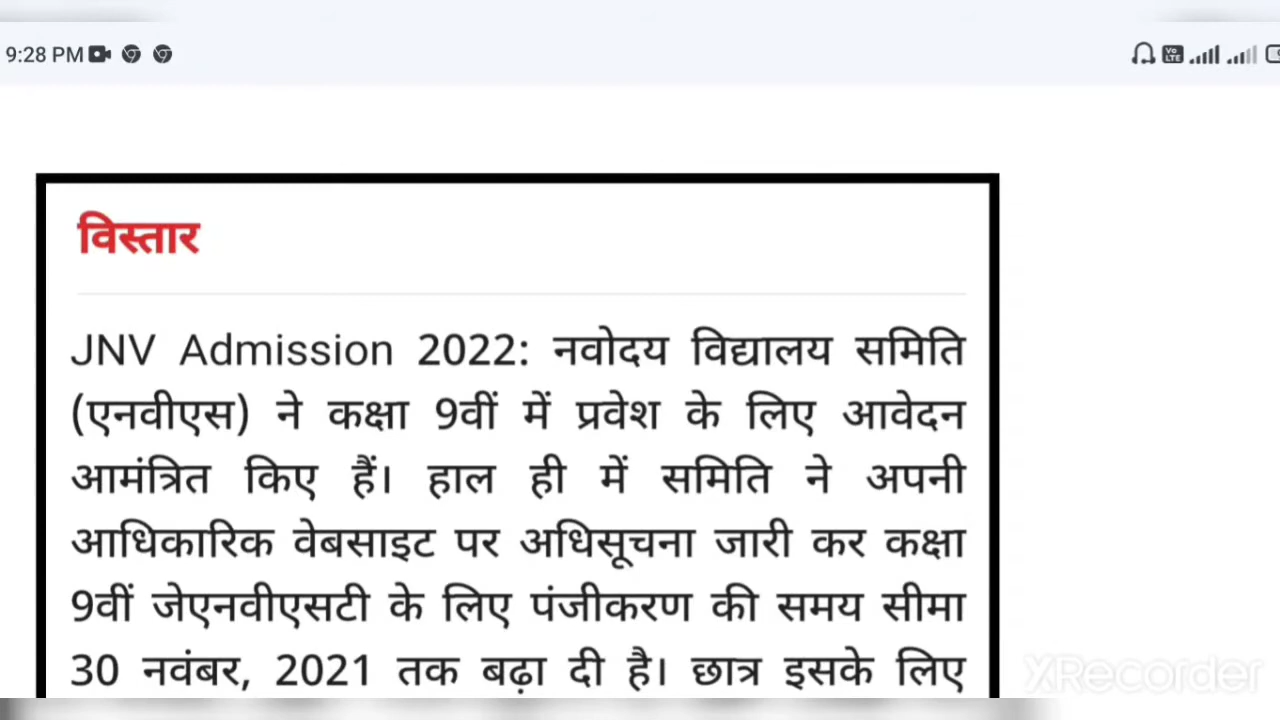 9:28 PM
Vo LTE
विस्तार
JNV Admission 2022: नवोदय विद्यालय समिति
(एनवीएस) ने कक्षा 9वीं में प्रवेश के लिए आवेदन
आमंत्रित किए हैं। हाल ही में समिति ने अपनी
आधिकारिक वेबसाइट पर अधिसूचना जारी कर कक्षा
9वीं जेएनवीएसटी के लिए पंजीकरण की समय सीमा
30 नवंबर, 2021 तक बढ़ा दी है। छात्र इसके लिए
XRecorder